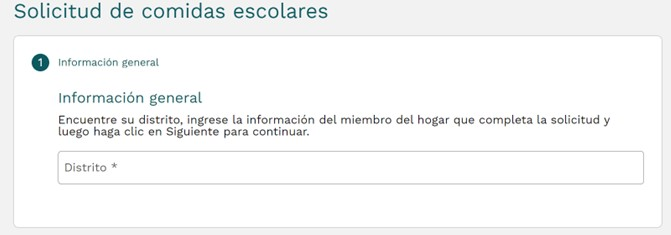 Solicitud de comidas escolares
1 Información general
Información general
Encuentre su distrito, ingrese la información del miembro del hogar que completa la solicitud y
luego haga clic en Siguiente para continuar.
Distrito *